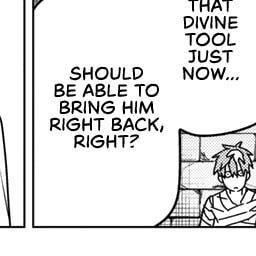 THAT
DIVINE
TOOL
JUST
NOW...
SHOULD
BE ABLE TO
BRING HIM
RIGHT BACK,
RIGHT?